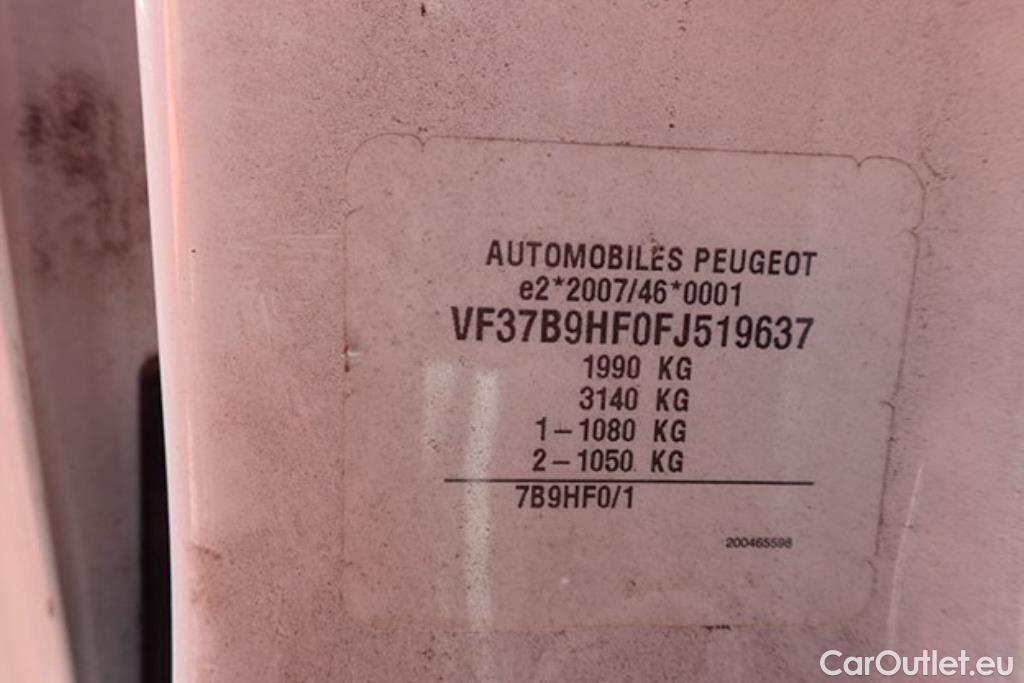 AUTOMOBILES PEUGEOT
e2*2007/46*0001
VF37B9HF0FJ519637
1990 KG
3140 KG
1-1080 KG
2-1050 KG
7B9HF0/1
200465598
CarOutlet.eu